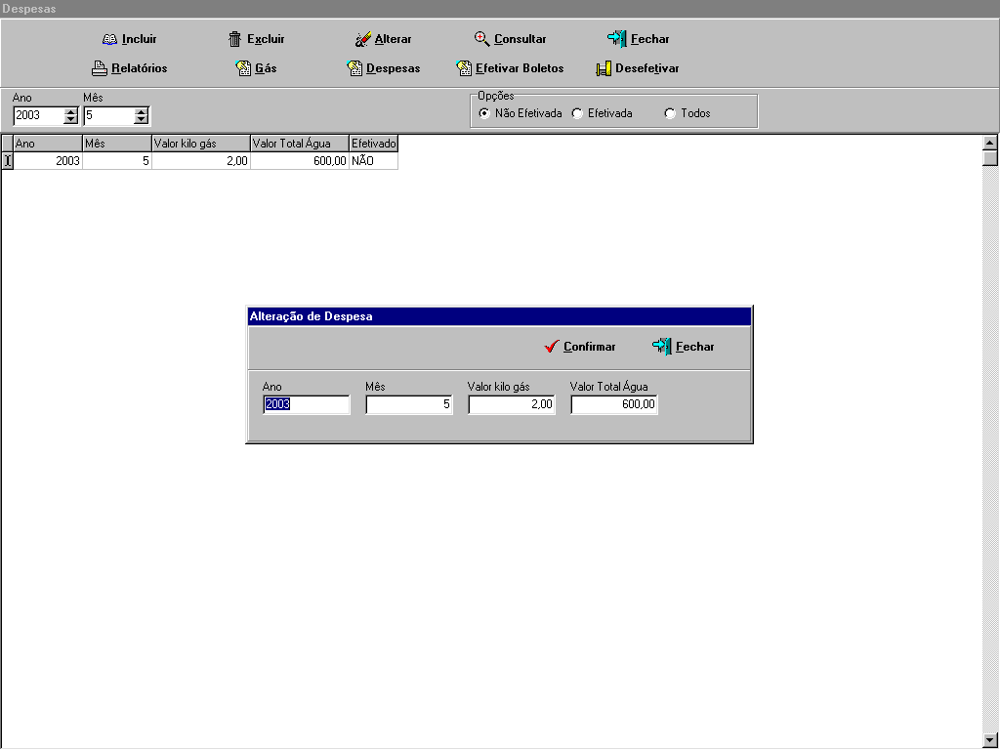 Despesas
Incluir Excluir Alterar Consultar Fechar
Relatórios Gás Despesas Efetivar Boletos Desefetivar
Ano Mês Opções
2003 5 Não Efetivada Efetivada Todos
Ano Mês Valor kilo gás Valor Total Água Efetivado
2003 5 2,00 600,00 NÃO
Alteração de Despesa
Confirmar Fechar
Ano Mês Valor kilo gás Valor Total Água
2003 5 2,00 600,00